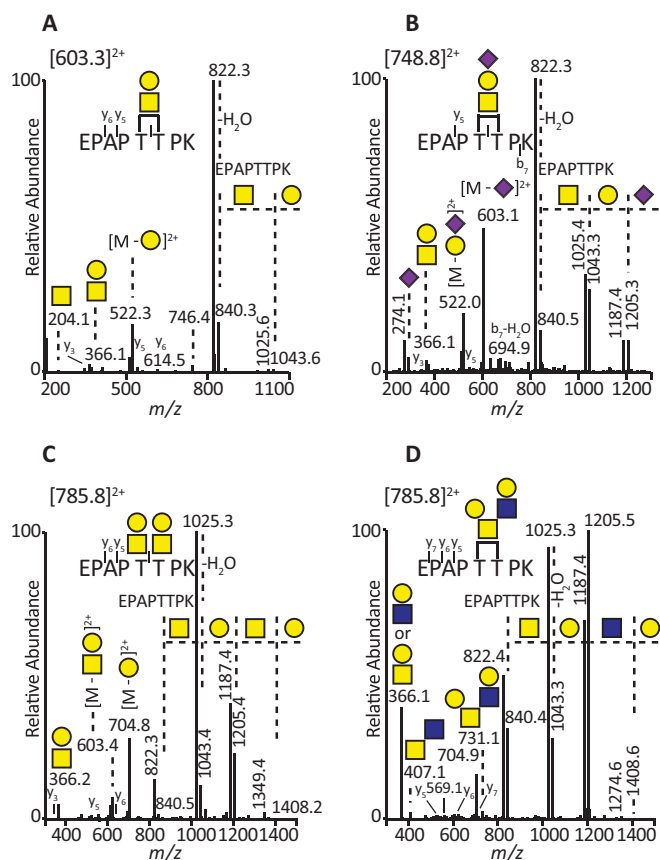 A
[603.3]²⁺
100
822.3
-H₂O
y₆ y₅
EPAP T T PK
EPAPTTPK
[M - ]²⁺
204.1
366.1
522.3
746.4
840.3
y₃
y₅
y₆
614.5
1025.6
1043.6
0
200 500 800 1100
m/z
Relative Abundance
B
[748.8]²⁺
100
822.3
-H₂O
y₅
EPAP T T PK
b₇
EPAPTTPK
[M - ]²⁺
603.1
[M - ]²⁺
274.1
366.1
522.0
1025.4
1043.3
1187.4
1205.3
840.5
b₇-H₂O
694.9
y₃
y₅
0
200 400 600 800 1000 1200
m/z
Relative Abundance
C
[785.8]²⁺
100
1025.3
-H₂O
y₆ y₅
EPAP T T PK
EPAPTTPK
[M - ]²⁺
[M - ]²⁺
366.2
603.4
704.8
822.3
840.5
1043.4
1187.4
1205.4
1349.4
1408.2
y₃
y₅
y₆
0
300 600 800 1000 1200 1400
m/z
Relative Abundance
D
[785.8]²⁺
100
1025.3
1205.5
-H₂O
1187.4
y₇ y₆ y₅
EPAP T T PK
EPAPTTPK
or
366.1
822.4
731.1
840.4
1043.3
407.1
704.9
y₅
569.1
y₆
y₇
1274.6
1408.6
0
400 600 800 1000 1200 1400
m/z
Relative Abundance